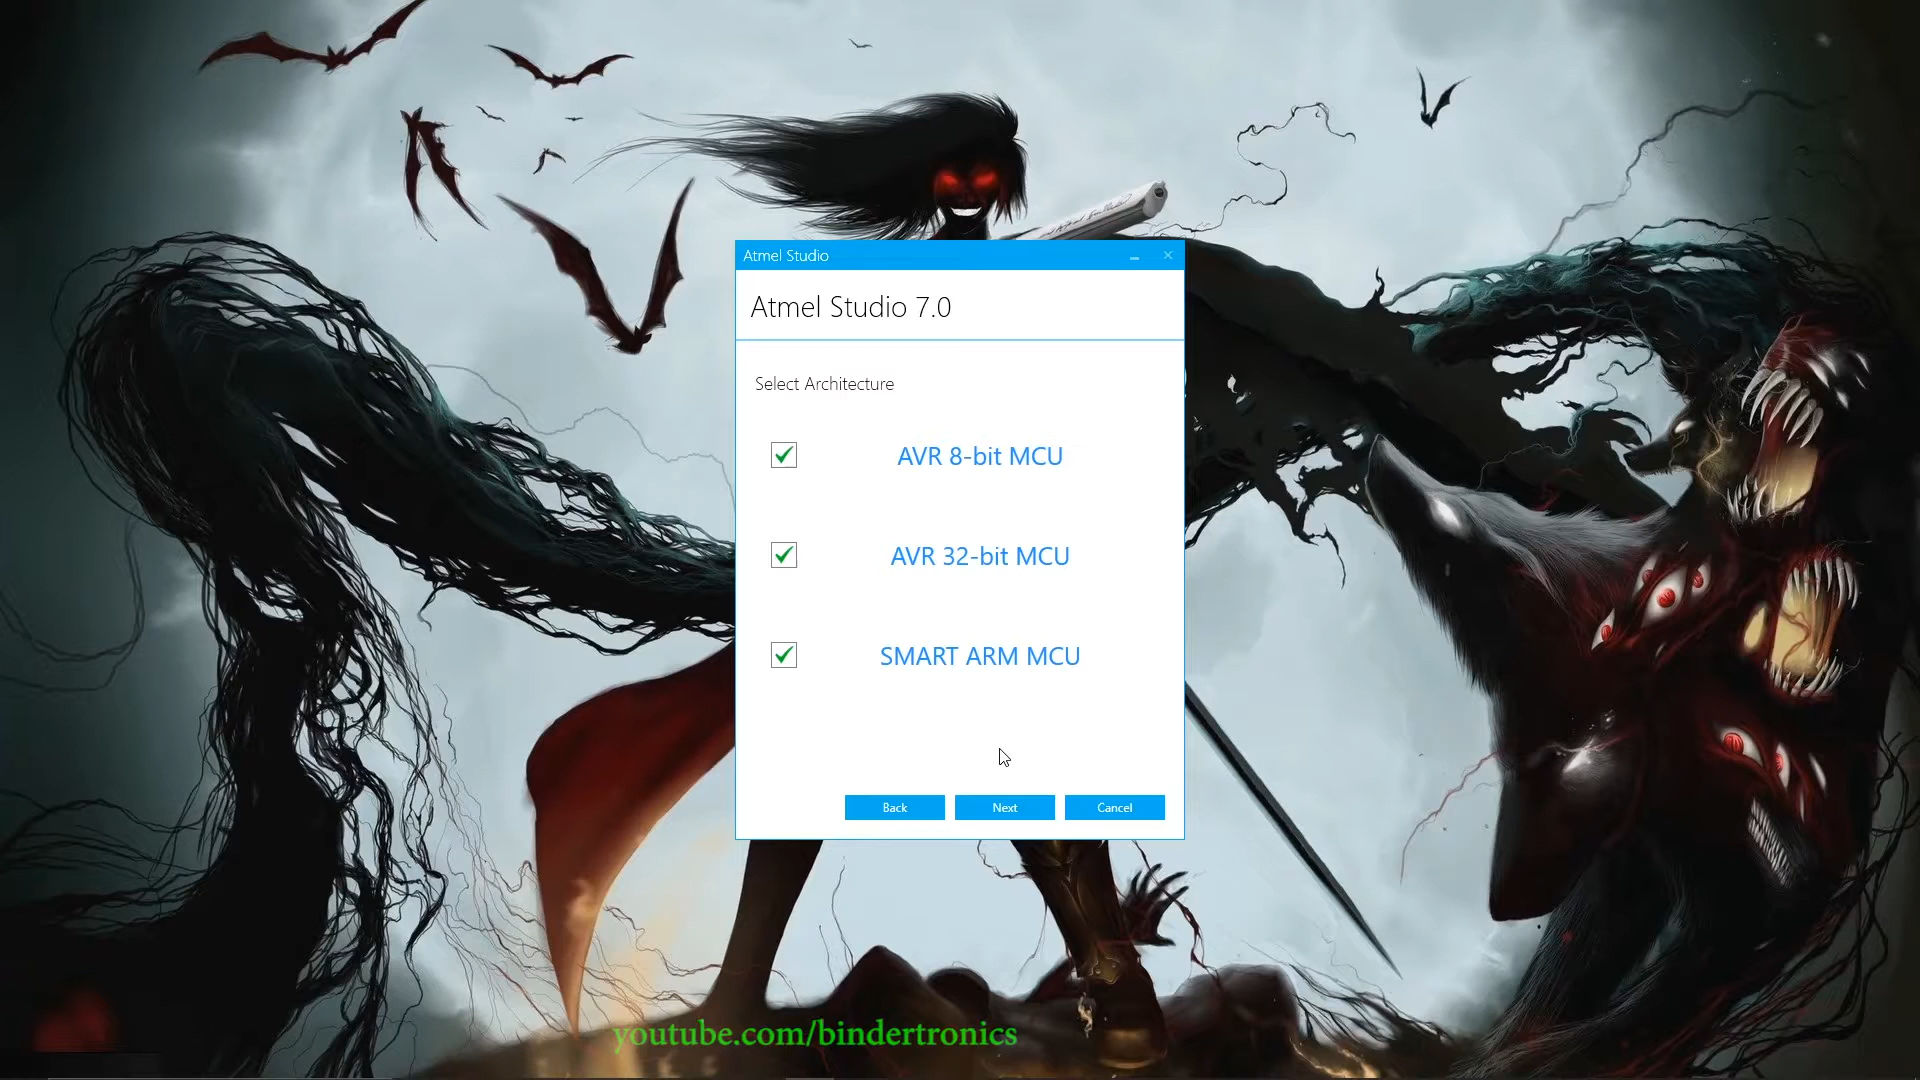 Atmel Studio
Atmel Studio 7.0
Select Architecture
AVR 8-bit MCU
AVR 32-bit MCU
SMART ARM MCU
Back
Next
Cancel
youtube.com/bindertronics